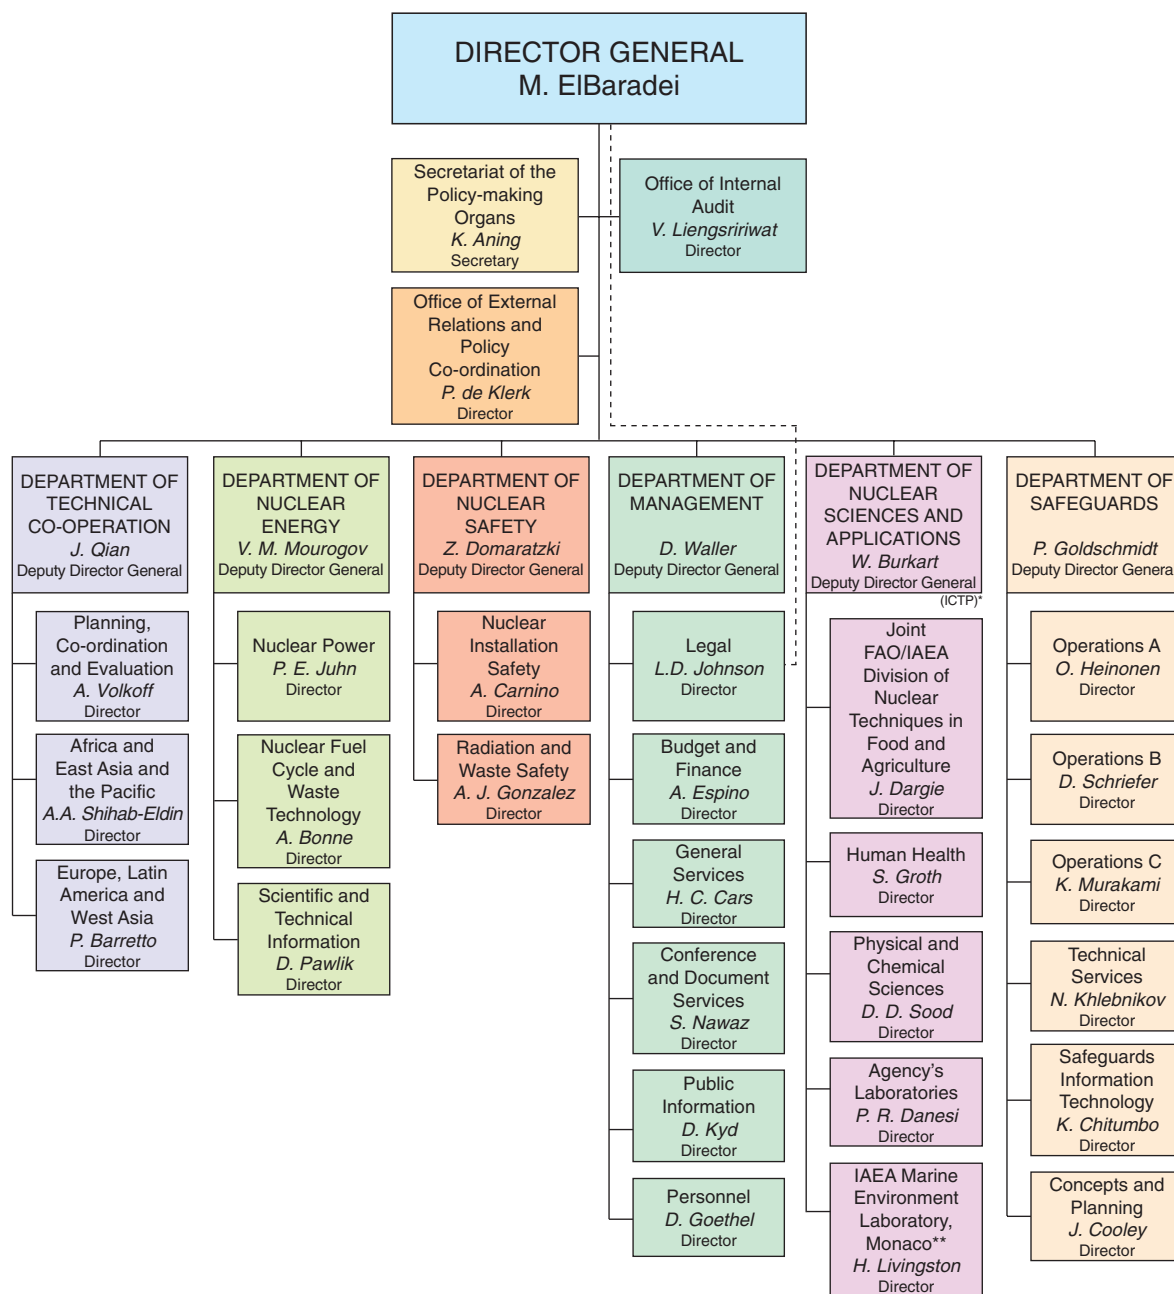 DIRECTOR GENERAL
M. ElBaradei
Secretariat of the
Policy-making
Organs
K. Aning
Secretary
Office of Internal
Audit
V. Liengsririwat
Director
Office of External
Relations and
Policy
Co-ordination
P. de Klerk
Director
DEPARTMENT OF
TECHNICAL
CO-OPERATION
J. Qian
Deputy Director General
Planning,
Co-ordination
and Evaluation
A. Volkoff
Director
Africa and
East Asia and
the Pacific
A.A. Shihab-Eldin
Director
Europe, Latin
America and
West Asia
P. Barretto
Director
DEPARTMENT OF
NUCLEAR
ENERGY
V. M. Mourogov
Deputy Director General
Nuclear Power
P. E. Juhn
Director
Nuclear Fuel
Cycle and
Waste
Technology
A. Bonne
Director
Scientific and
Technical
Information
D. Pawlik
Director
DEPARTMENT OF
NUCLEAR
SAFETY
Z. Domaratzki
Deputy Director General
Nuclear
Installation
Safety
A. Carnino
Director
Radiation and
Waste Safety
A. J. Gonzalez
Director
DEPARTMENT OF
MANAGEMENT
D. Waller
Deputy Director General
Legal
L.D. Johnson
Director
Budget and
Finance
A. Espino
Director
General
Services
H. C. Cars
Director
Conference
and Document
Services
S. Nawaz
Director
Public
Information
D. Kyd
Director
Personnel
D. Goethel
Director
DEPARTMENT OF
NUCLEAR
SCIENCES AND
APPLICATIONS
W. Burkart
Deputy Director General
(ICTP)*
Joint
FAO/IAEA
Division of
Nuclear
Techniques in
Food and
Agriculture
J. Dargie
Director
Human Health
S. Groth
Director
Physical and
Chemical
Sciences
D. D. Sood
Director
Agency's
Laboratories
P. R. Danesi
Director
IAEA Marine
Environment
Laboratory,
Monaco**
H. Livingston
Director
DEPARTMENT OF
SAFEGUARDS
P. Goldschmidt
Deputy Director General
Operations A
O. Heinonen
Director
Operations B
D. Schriefer
Director
Operations C
K. Murakami
Director
Technical
Services
N. Khlebnikov
Director
Safeguards
Information
Technology
K. Chitumbo
Director
Concepts and
Planning
J. Cooley
Director